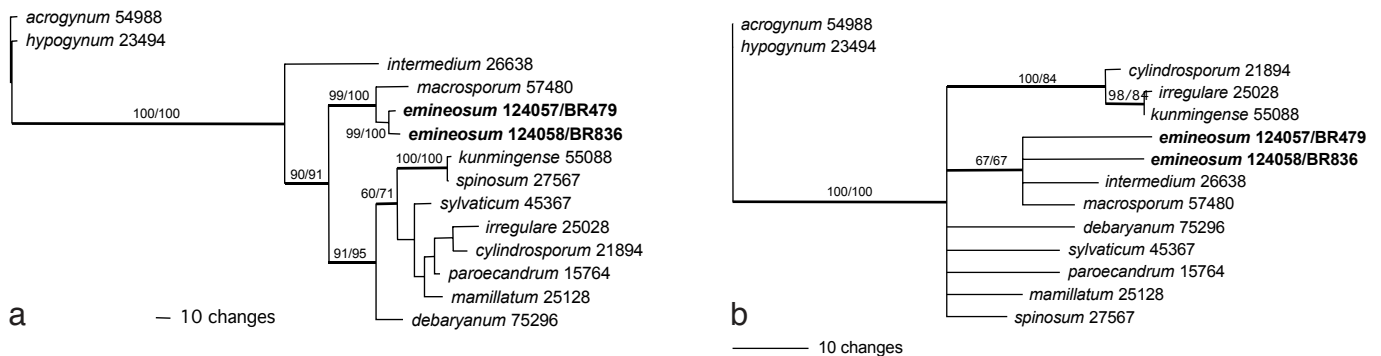 acrogynum 54988
hypogynum 23494
intermedium 26638
macrosporum 57480
99/100
emineosum 124057/BR479
100/100
99/100
emineosum 124058/BR836
100/100
kunmingense 55088
90/91
spinosum 27567
60/71
sylvaticum 45367
irregulare 25028
91/95
cylindrosporum 21894
paroecandrum 15764
mamillatum 25128
debaryanum 75296
a
10 changes
acrogynum 54988
hypogynum 23494
cylindrosporum 21894
100/84
irregulare 25028
98/84
kunmingense 55088
emineosum 124057/BR479
67/67
emineosum 124058/BR836
intermedium 26638
100/100
macrosporum 57480
debaryanum 75296
sylvaticum 45367
paroecandrum 15764
mamillatum 25128
spinosum 27567
b
10 changes